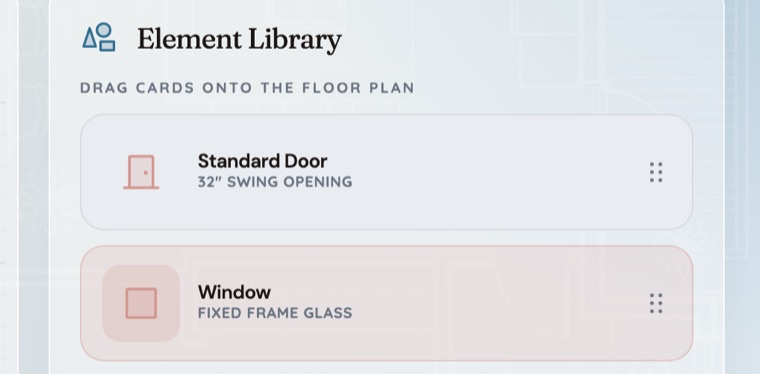 Element Library
DRAG CARDS ONTO THE FLOOR PLAN
Standard Door
32" SWING OPENING
Window
FIXED FRAME GLASS